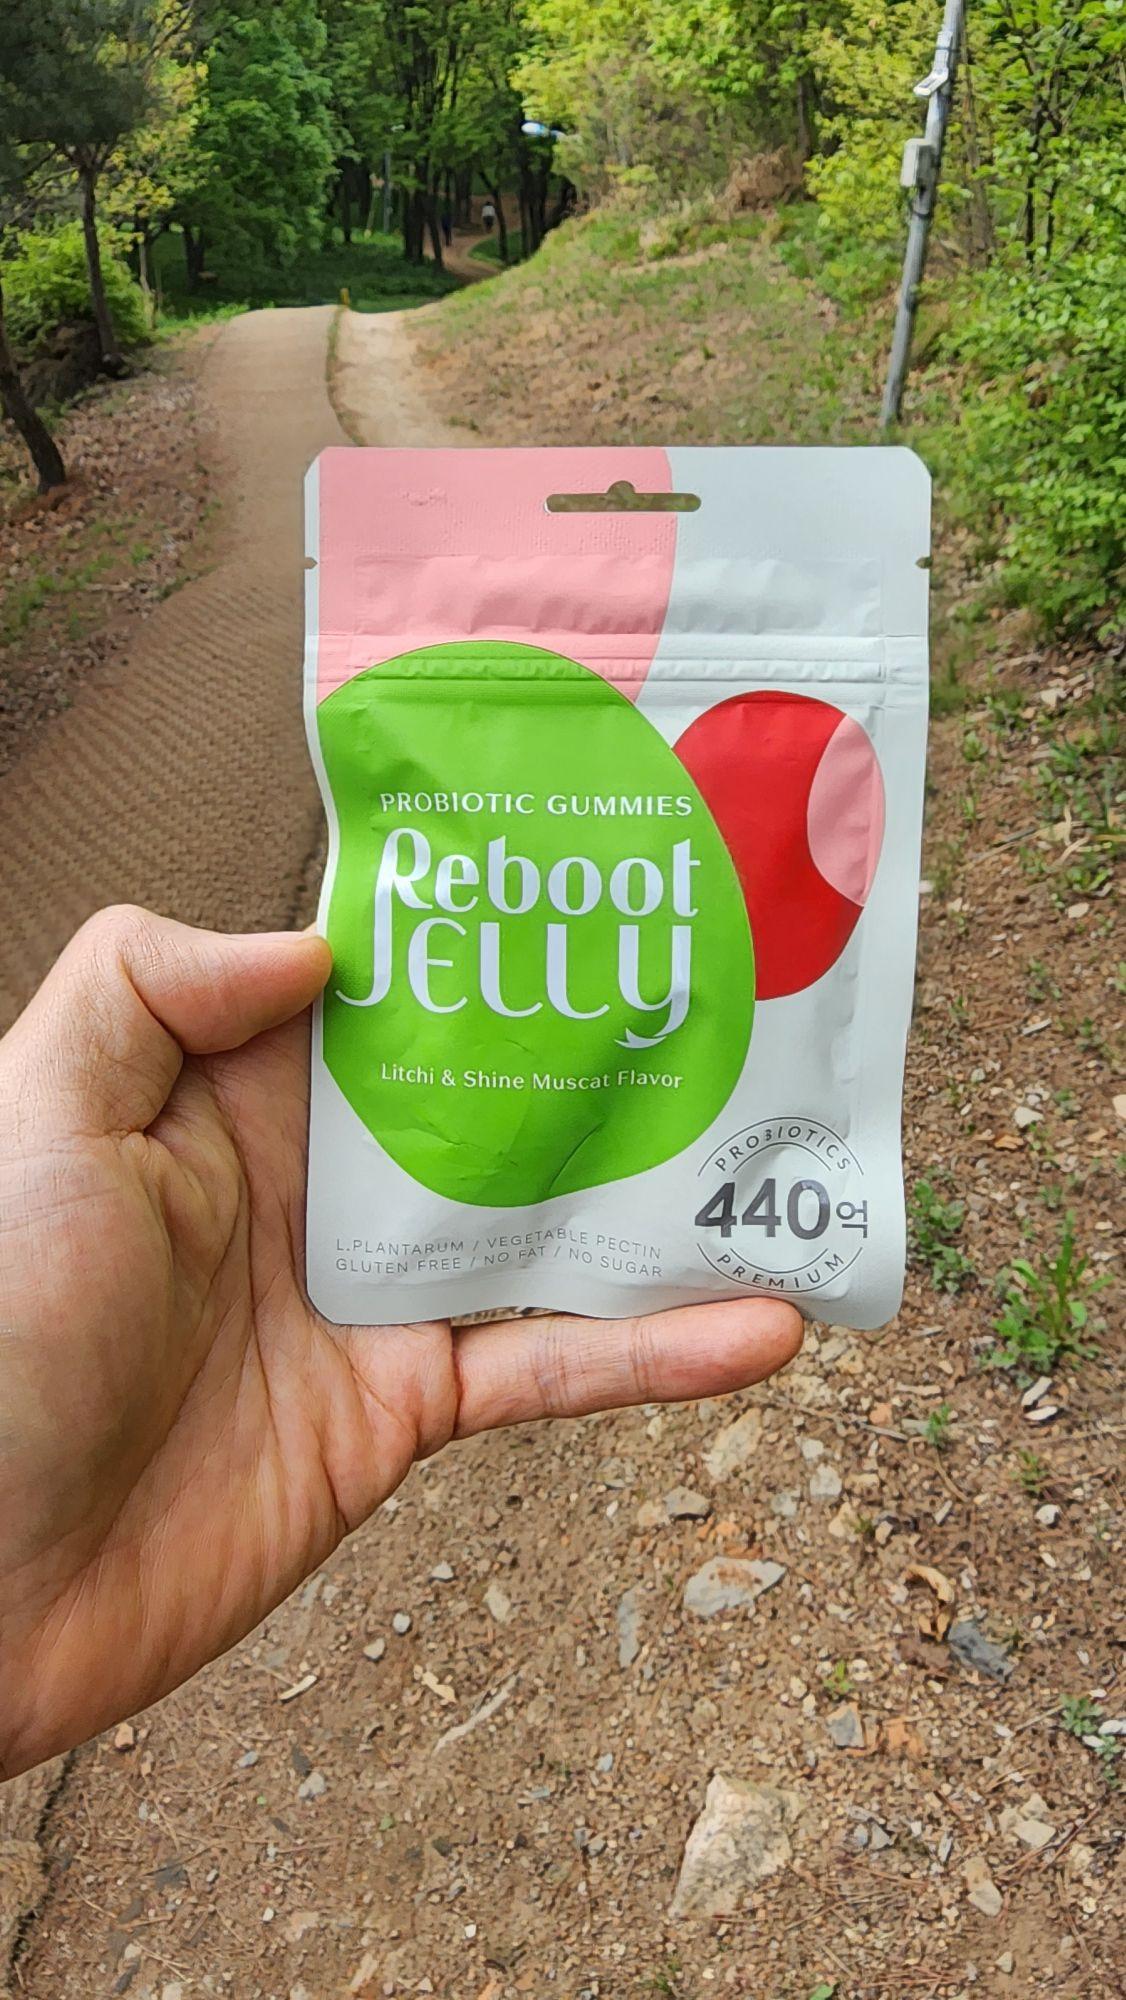 PROBIOTIC GUMMIES
Reboot
JELLY
Litchi & Shine Muscat Flavor
L.PLANTARUM / VEGETABLE PECTIN
GLUTEN FREE / NO FAT / NO SUGAR
PROBIOTICS
440억
PREMIUM